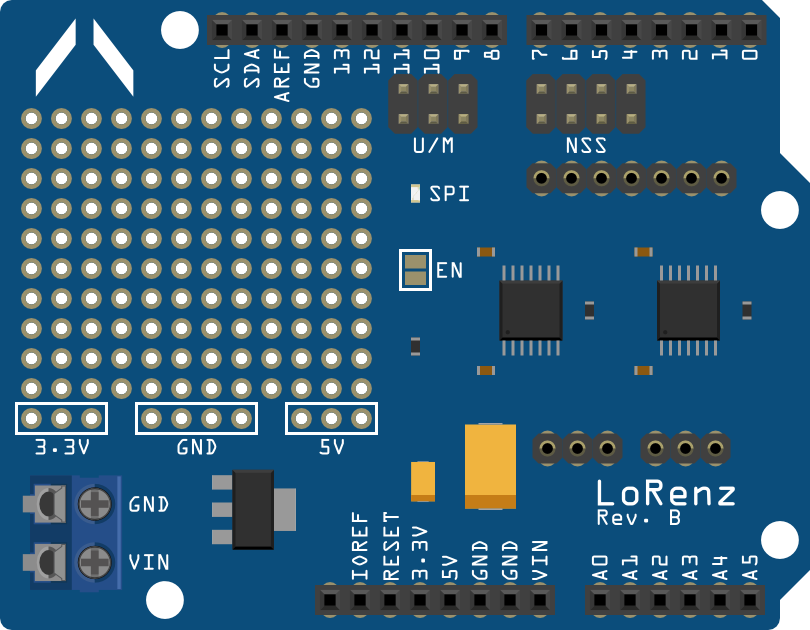 SCL SDA AREF GND 13 12 11 10 9 8 7 6 5 4 3 2 1 0
U/M NSS
SPI
EN
3.3V GND 5V
GND
VIN
LoRenz
Rev. B
IOREF RESET 3.3V 5V GND GND VIN A0 A1 A2 A3 A4 A5